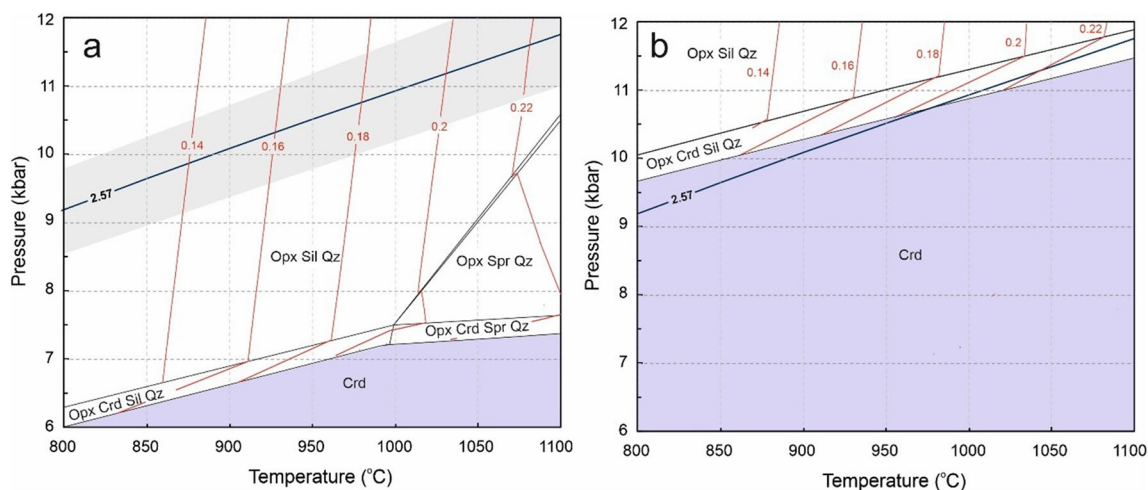 a
12
11
10
9
8
7
6
Pressure (kbar)
800 850 900 950 1000 1050 1100
Temperature (°C)
0.14
0.16
0.18
0.2
0.22
2.57
Opx Sil Qz
Opx Spr Qz
Opx Crd Spr Qz
Opx Crd Sil Qz
Crd
b
12
11
10
9
8
7
6
Pressure (kbar)
800 850 900 950 1000 1050 1100
Temperature (°C)
Opx Sil Qz
0.14
0.16
0.18
0.2
0.22
Opx Crd Sil Qz
2.57
Crd